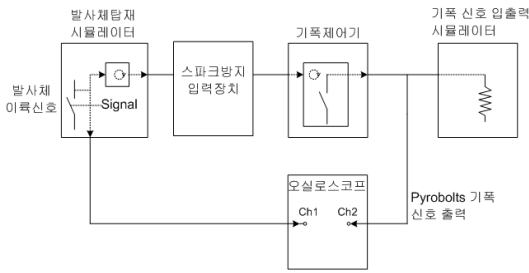 발사체탑재
시뮬레이터
기폭제어기
기폭 신호 입출력
시뮬레이터
발사체
이륙신호
Signal
스파크방지
입력장치
오실로스코프
Ch1
Ch2
Pyrobolts 기폭
신호 출력